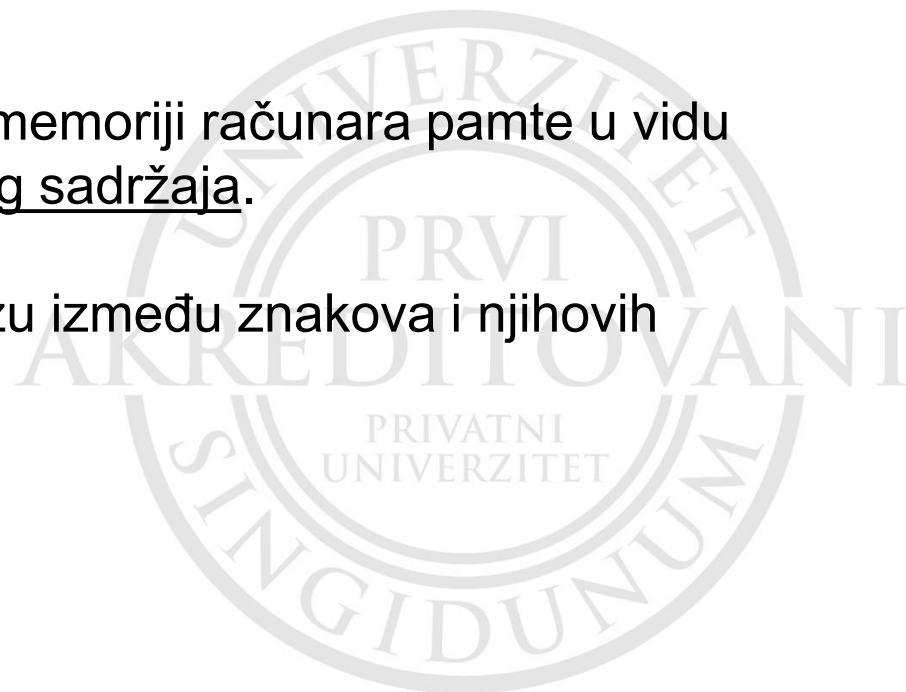 memoriji računara pamte u vidu
g sadržaja.
zu između znakova i njihovih
UNIVERZITET
PRVI
AKREDITOVANI
PRIVATNI
UNIVERZITET
SINGIDUNUM